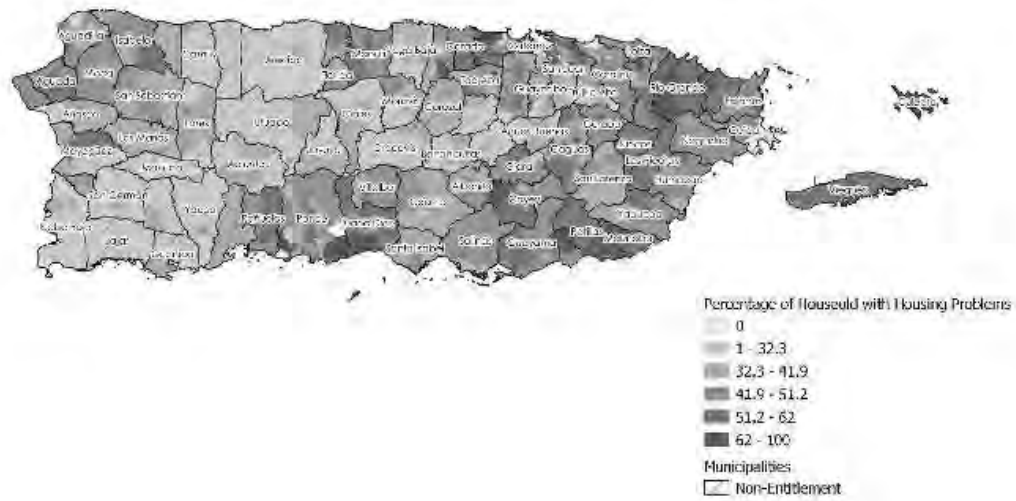 Aguadilla
Isabela
Moca
Aguada
San Sebastián
Añasco
Las Marías
Mayagüez
Maricao
San Germán
Cabo Rojo
Lajas
Guánica
Yauco
Lares
Camuy
Arecibo
Utuado
Adjuntas
Jayuya
Peñuelas
Ponce
Juana Díaz
Villalba
Florida
Manatí
Vega Baja
Ciales
Morovis
Corozal
Orocovis
Barranquitas
Coamo
Aibonito
Santa Isabel
Salinas
Dorado
Toa Alta
Cataño
San Juan
Guaynabo
Trujillo Alto
Carolina
Loíza
Río Grande
Fajardo
Ceiba
Naguabo
Humacao
Las Piedras
Juncos
Gurabo
Caguas
Aguas Buenas
Cidra
Cayey
San Lorenzo
Yabucoa
Maunabo
Patillas
Guayama
Culebra
Vieques
Percentage of Houseold with Housing Problems
0
1 - 32.3
32.3 - 41.9
41.9 - 51.2
51.2 - 62
62 - 100
Municipalities
Non-Entitlement